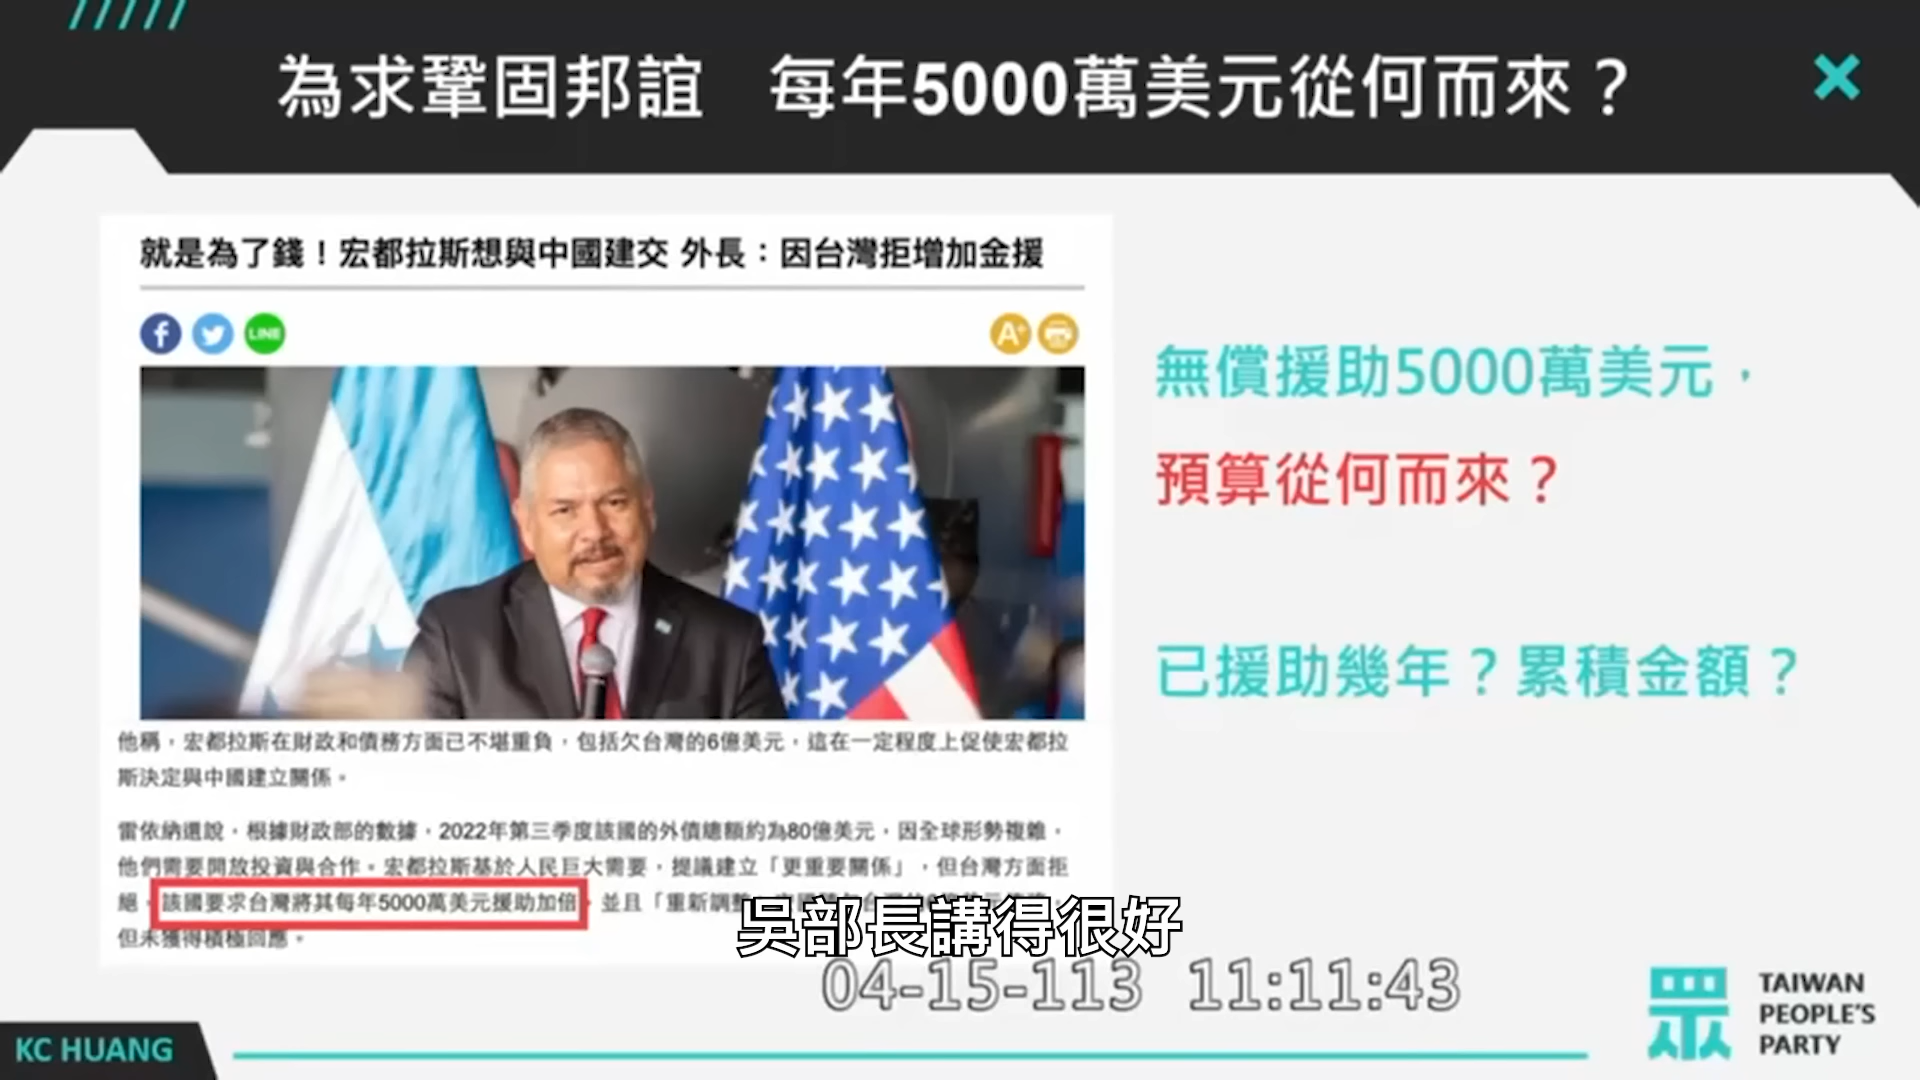 為求鞏固邦誼 每年5000萬美元從何而來？
就是為了錢！宏都拉斯想與中國建交 外長：因台灣拒增加金援
LINE
A+
他稱，宏都拉斯在財政和債務方面已不堪重負，包括欠台灣的6億美元，這在一定程度上促使宏都拉
斯決定與中國建立關係。
雷依納還說，根據財政部的數據，2022年第三季度該國的外債總額約為80億美元，因全球形勢複雜，
他們需要開放投資與合作。宏都拉斯基於人民巨大需要，提議建立「更重要關係」，但台灣方面拒
絕，該國要求台灣將其每年5000萬美元援助加倍，並且「重新調整
但未獲得積極回應。
無償援助5000萬美元，
預算從何而來？
已援助幾年？累積金額？
吳部長講得很好
04-15-113 11:11:43
KC HUANG
眾
TAIWAN
PEOPLE'S
PARTY